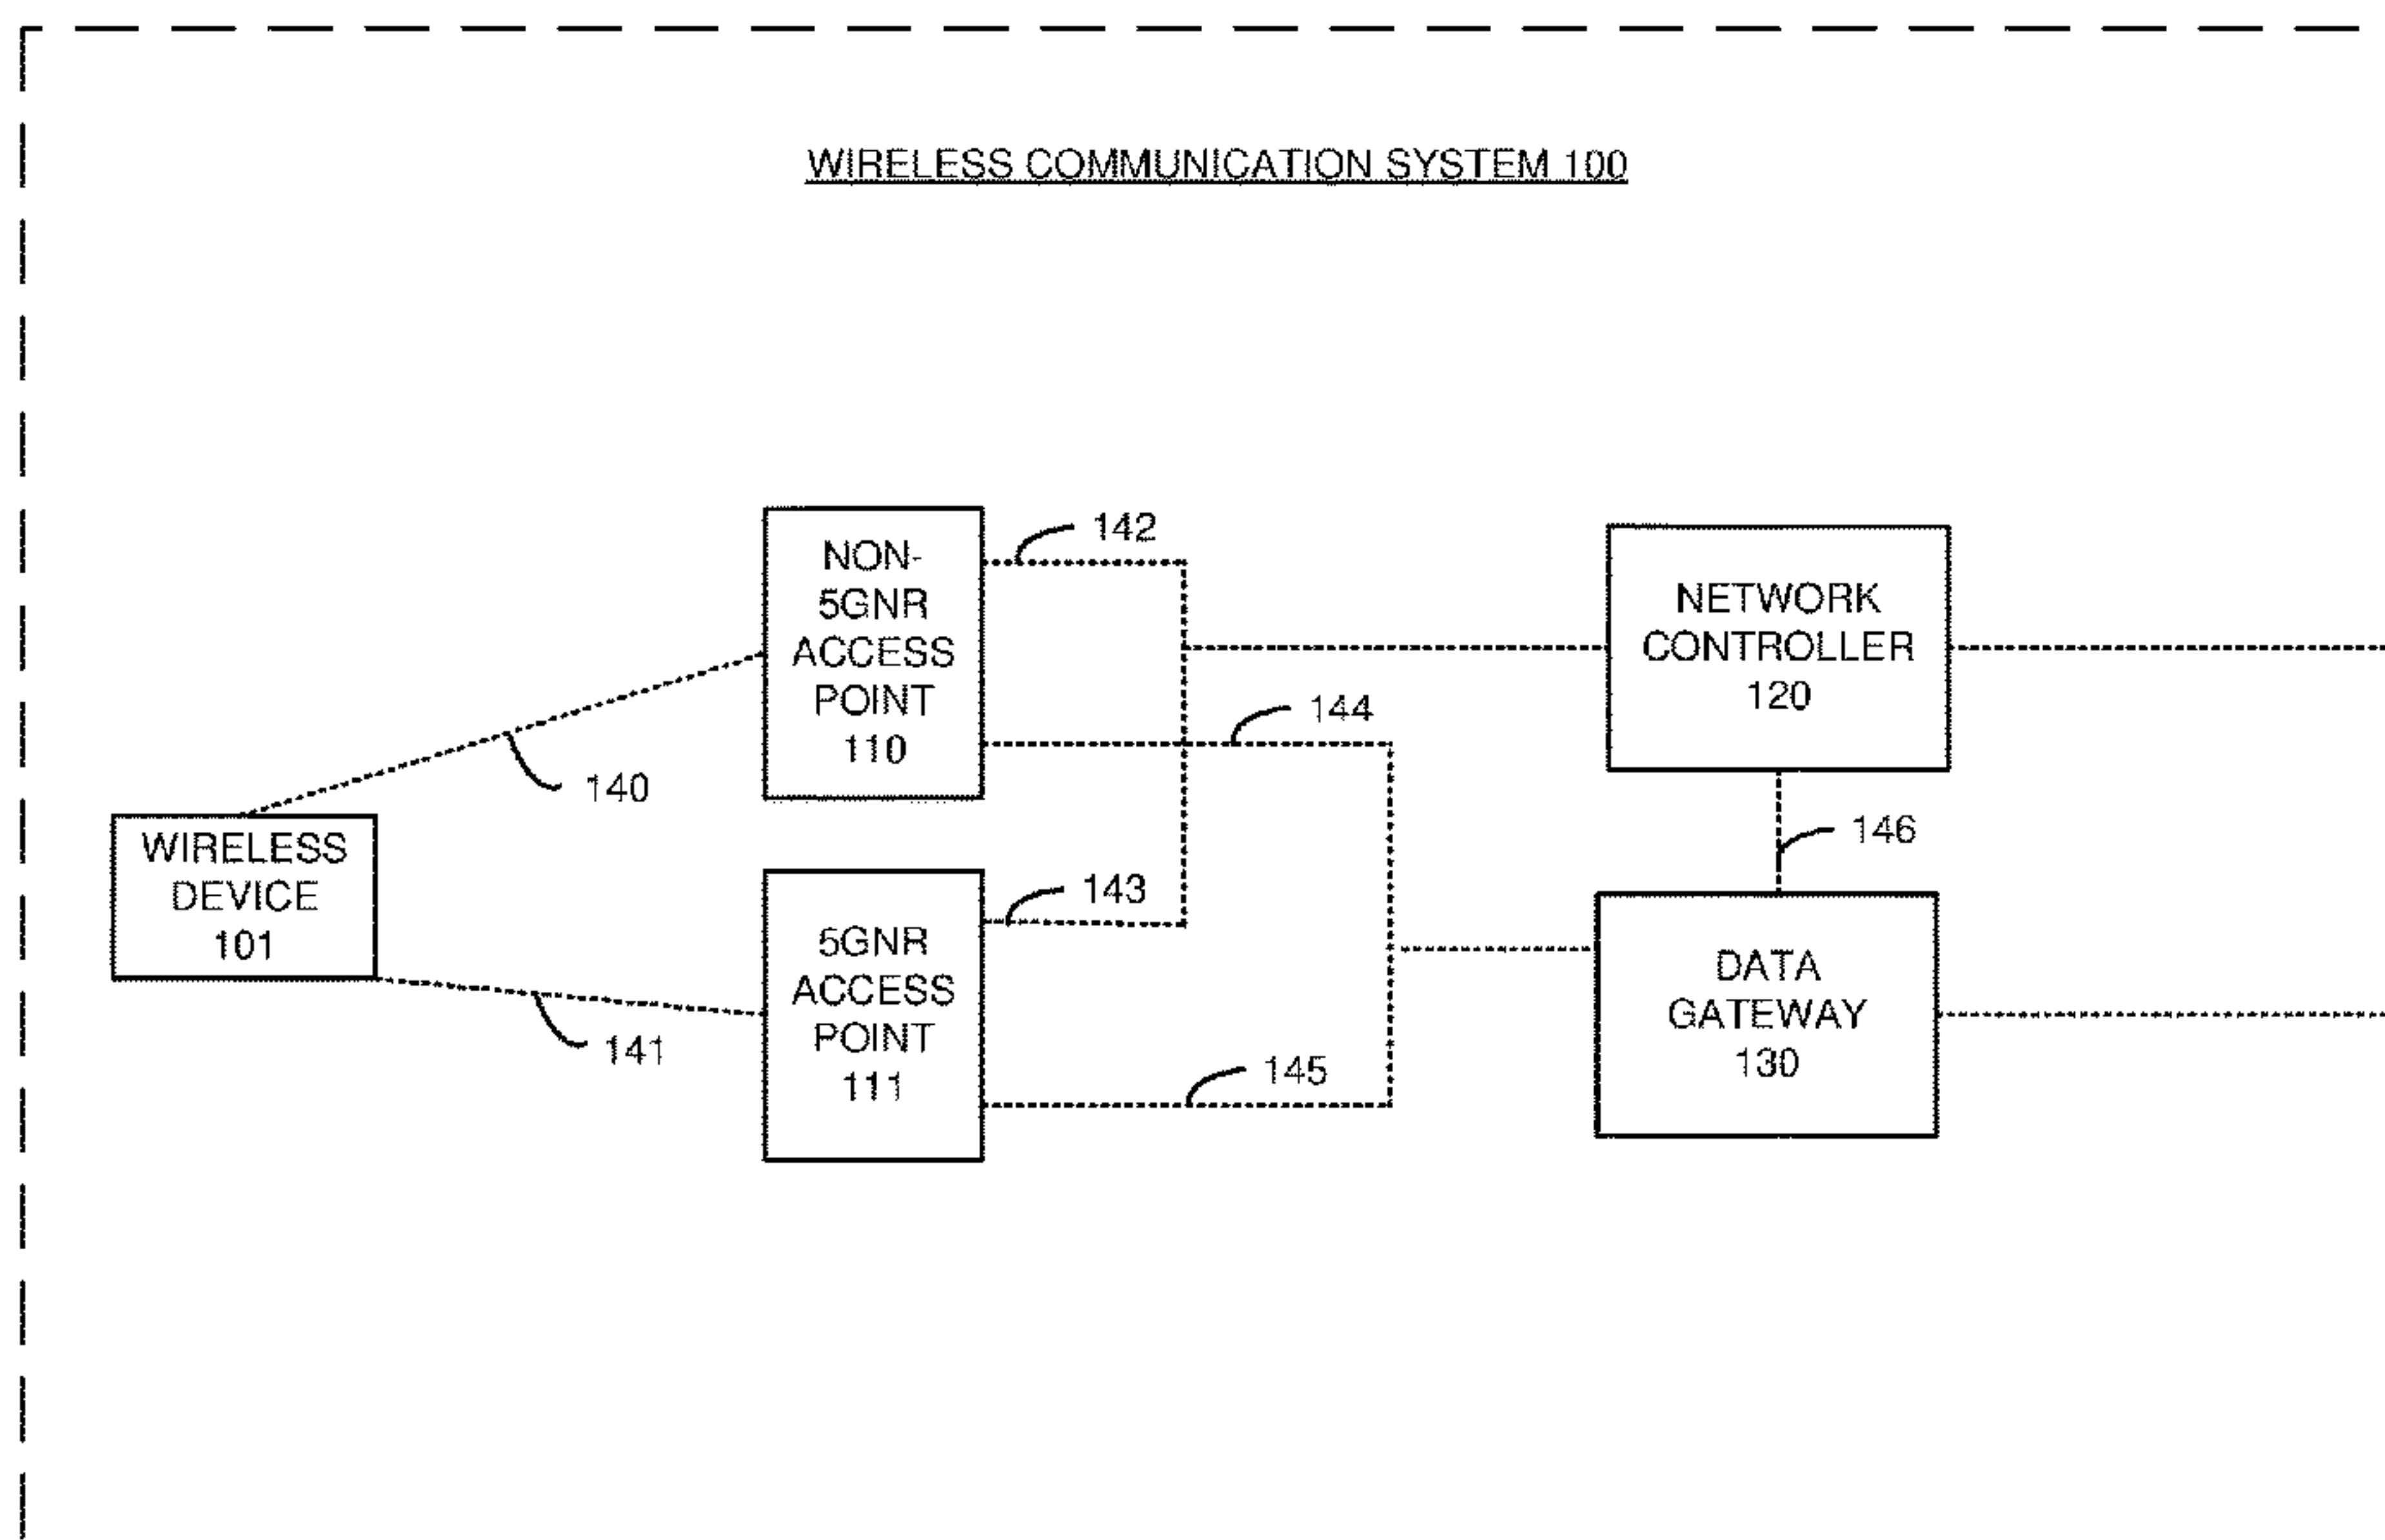 WIRELESS COMMUNICATION SYSTEM 100
142
NON-
5GNR
ACCESS
POINT
110
NETWORK
CONTROLLER
120
144
140
146
WIRELESS
DEVICE
101
143
5GNR
ACCESS
POINT
111
DATA
GATEWAY
130
141
145